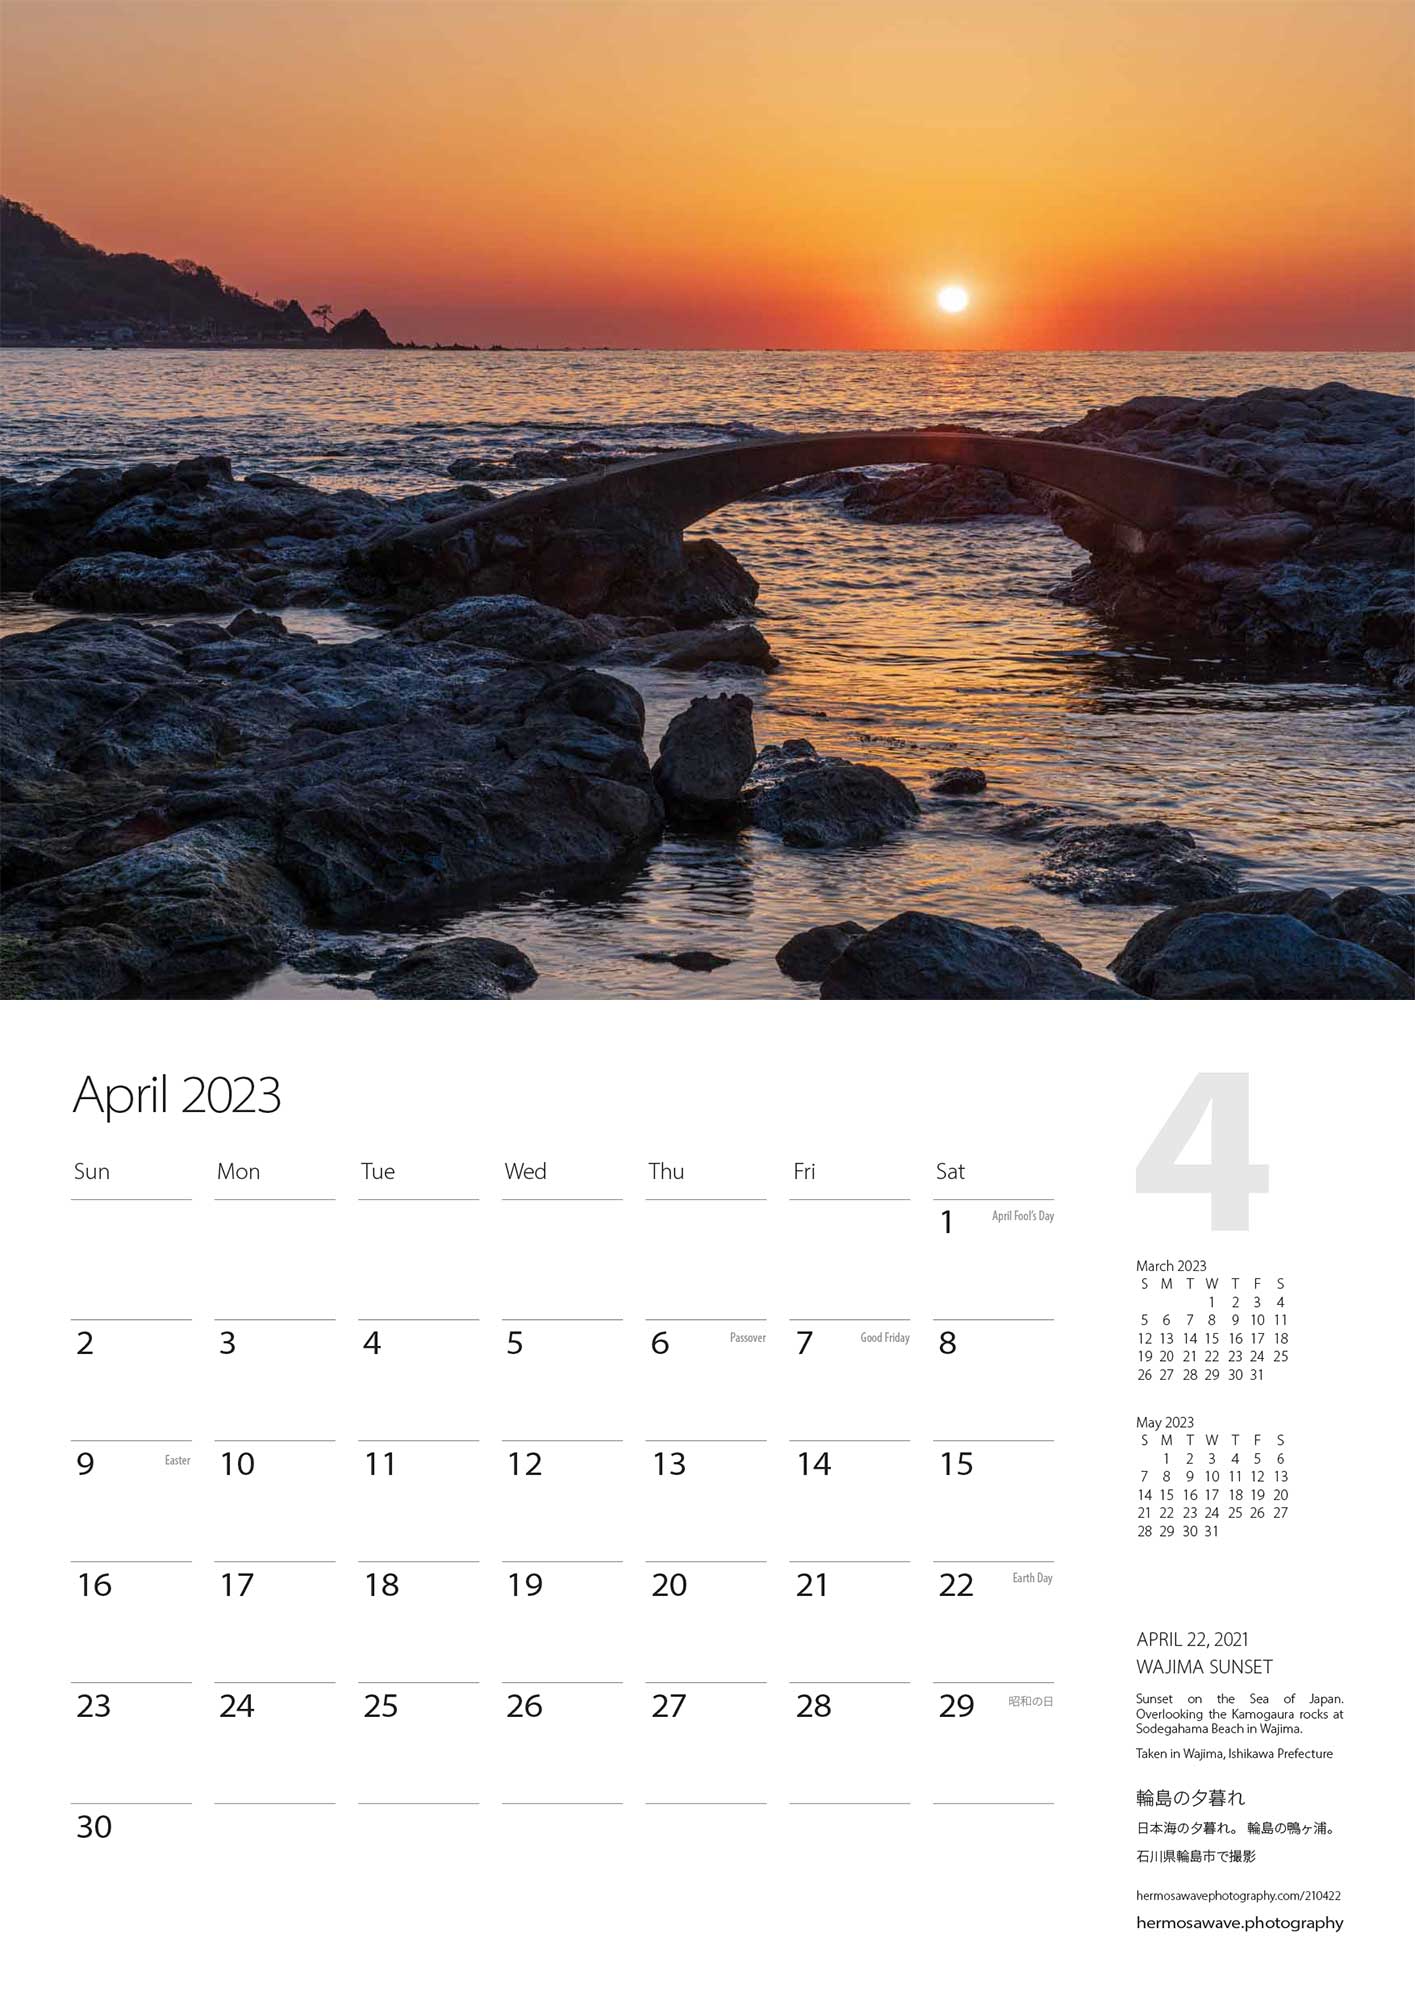 April 2023
4
Sun Mon Tue Wed Thu Fri Sat
1 April Fool's Day
2 3 4 5 6 Passover 7 Good Friday 8
9 Easter 10 11 12 13 14 15
16 17 18 19 20 21 22 Earth Day
23 24 25 26 27 28 29 昭和の日
30
March 2023
S M T W T F S
1 2 3 4
5 6 7 8 9 10 11
12 13 14 15 16 17 18
19 20 21 22 23 24 25
26 27 28 29 30 31
May 2023
S M T W T F S
1 2 3 4 5 6
7 8 9 10 11 12 13
14 15 16 17 18 19 20
21 22 23 24 25 26 27
28 29 30 31
APRIL 22, 2021
WAJIMA SUNSET
Sunset on the Sea of Japan.
Overlooking the Kamogaura rocks at
Sodegahama Beach in Wajima.
Taken in Wajima, Ishikawa Prefecture
輪島の夕暮れ
日本海の夕暮れ。 輪島の鴨ヶ浦。
石川県輪島市で撮影
hermosawavephotography.com/210422
hermosawave.photography